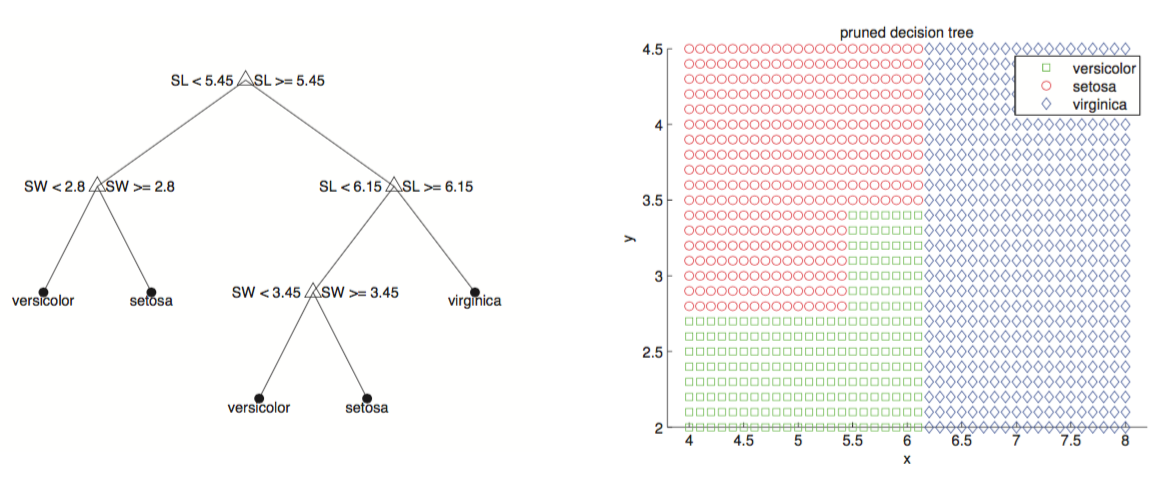 SL < 5.45 SL >= 5.45
SW < 2.8 SW >= 2.8
SL < 6.15 SL >= 6.15
versicolor
setosa
SW < 3.45 SW >= 3.45
virginica
versicolor
setosa
pruned decision tree
4.5
4
3.5
3
2.5
2
y
versicolor
setosa
virginica
4 4.5 5 5.5 6 6.5 7 7.5 8
x